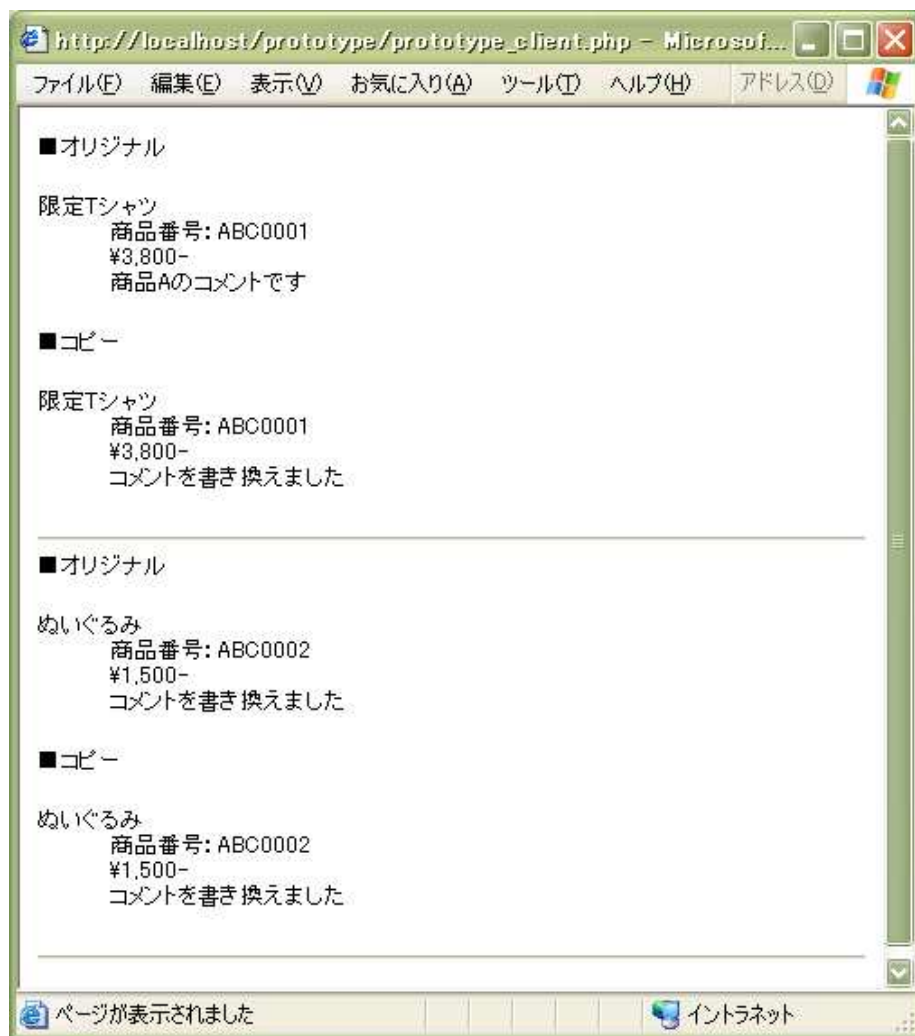 http://localhost/prototype/prototype_client.php - Microsof...
ファイル(F) 編集(E) 表示(V) お気に入り(A) ツール(T) ヘルプ(H) アドレス(D)
■オリジナル
限定Tシャツ
商品番号: ABC0001
¥3,800-
商品Aのコメントです
■コピー
限定Tシャツ
商品番号: ABC0001
¥3,800-
コメントを書き換えました
■オリジナル
ぬいぐるみ
商品番号: ABC0002
¥1,500-
コメントを書き換えました
■コピー
ぬいぐるみ
商品番号: ABC0002
¥1,500-
コメントを書き換えました
ページが表示されました イントラネット